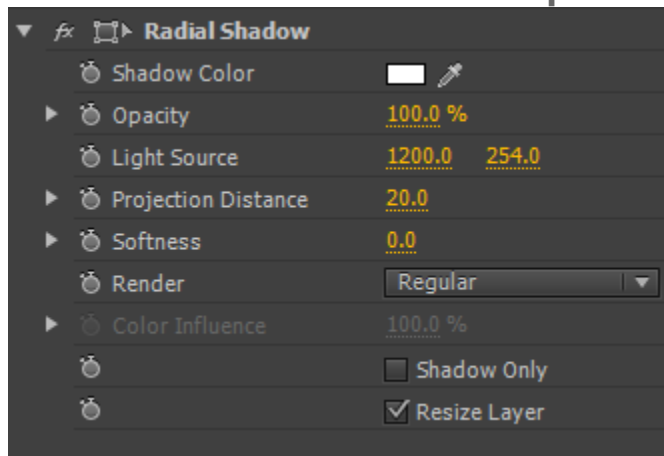 fx Radial Shadow
Shadow Color
Opacity 100.0 %
Light Source 1200.0 254.0
Projection Distance 20.0
Softness 0.0
Render Regular
Color Influence 100.0 %
Shadow Only
Resize Layer